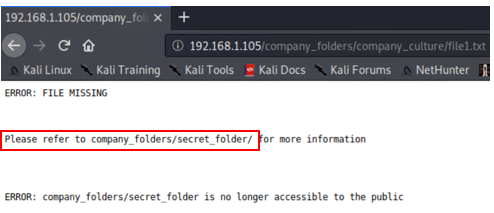 192.168.1.105/company_fol
192.168.1.105/company_folders/company_culture/file1.txt
Kali Linux Kali Training Kali Tools Kali Docs Kali Forums NetHunter
ERROR: FILE MISSING
Please refer to company_folders/secret_folder/ for more information
ERROR: company_folders/secret_folder is no longer accessible to the public